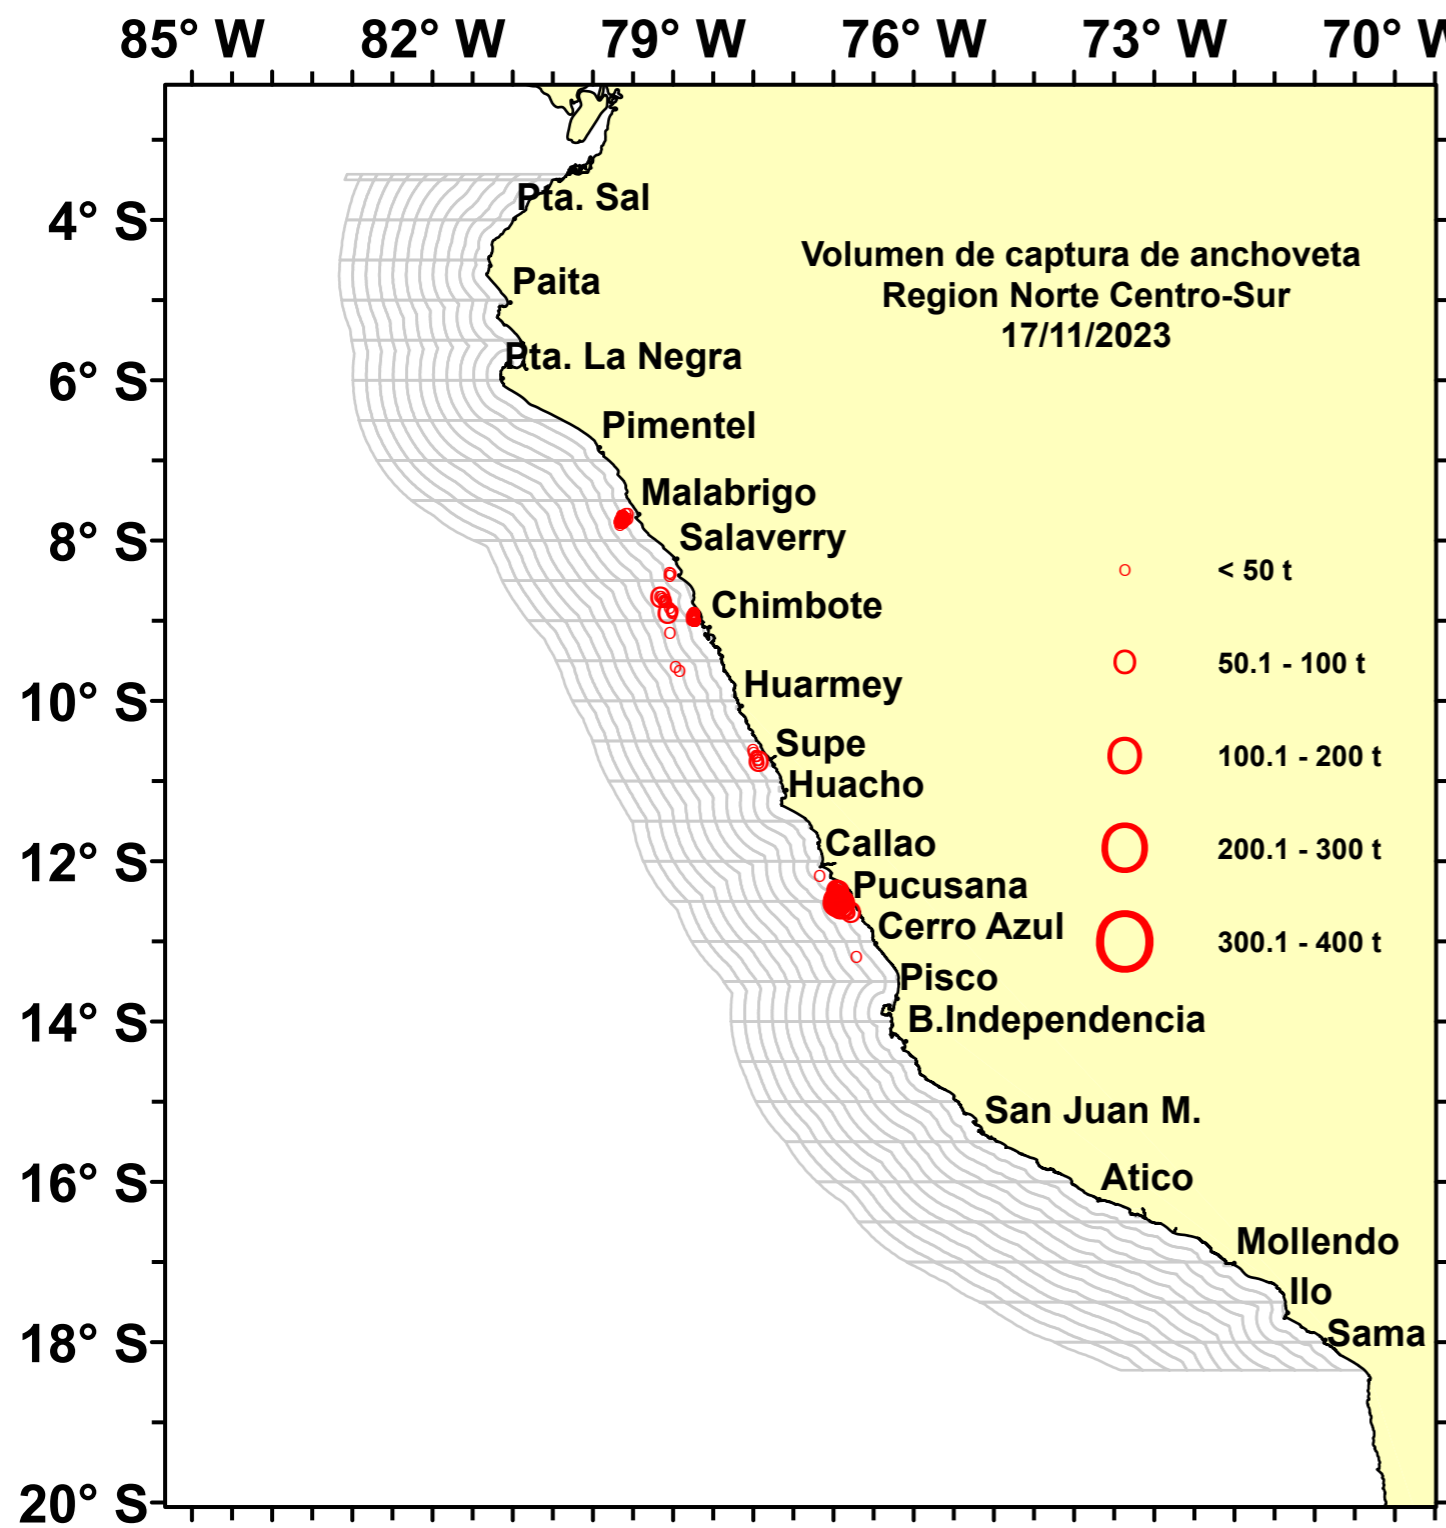 85° W 82° W 79° W 76° W 73° W 70° W
Pta. Sal
4° S
Volumen de captura de anchoveta
Region Norte Centro-Sur
17/11/2023
Paita
Pta. La Negra
6° S
Pimentel
Malabrigo
8° S
Salaverry
< 50 t
Chimbote
50.1 - 100 t
10° S
Huarmey
Supe
100.1 - 200 t
Huacho
Callao
200.1 - 300 t
12° S
Pucusana
Cerro Azul
300.1 - 400 t
Pisco
14° S
B.Independencia
San Juan M.
16° S
Atico
Mollendo
Ilo
18° S
Sama
20° S